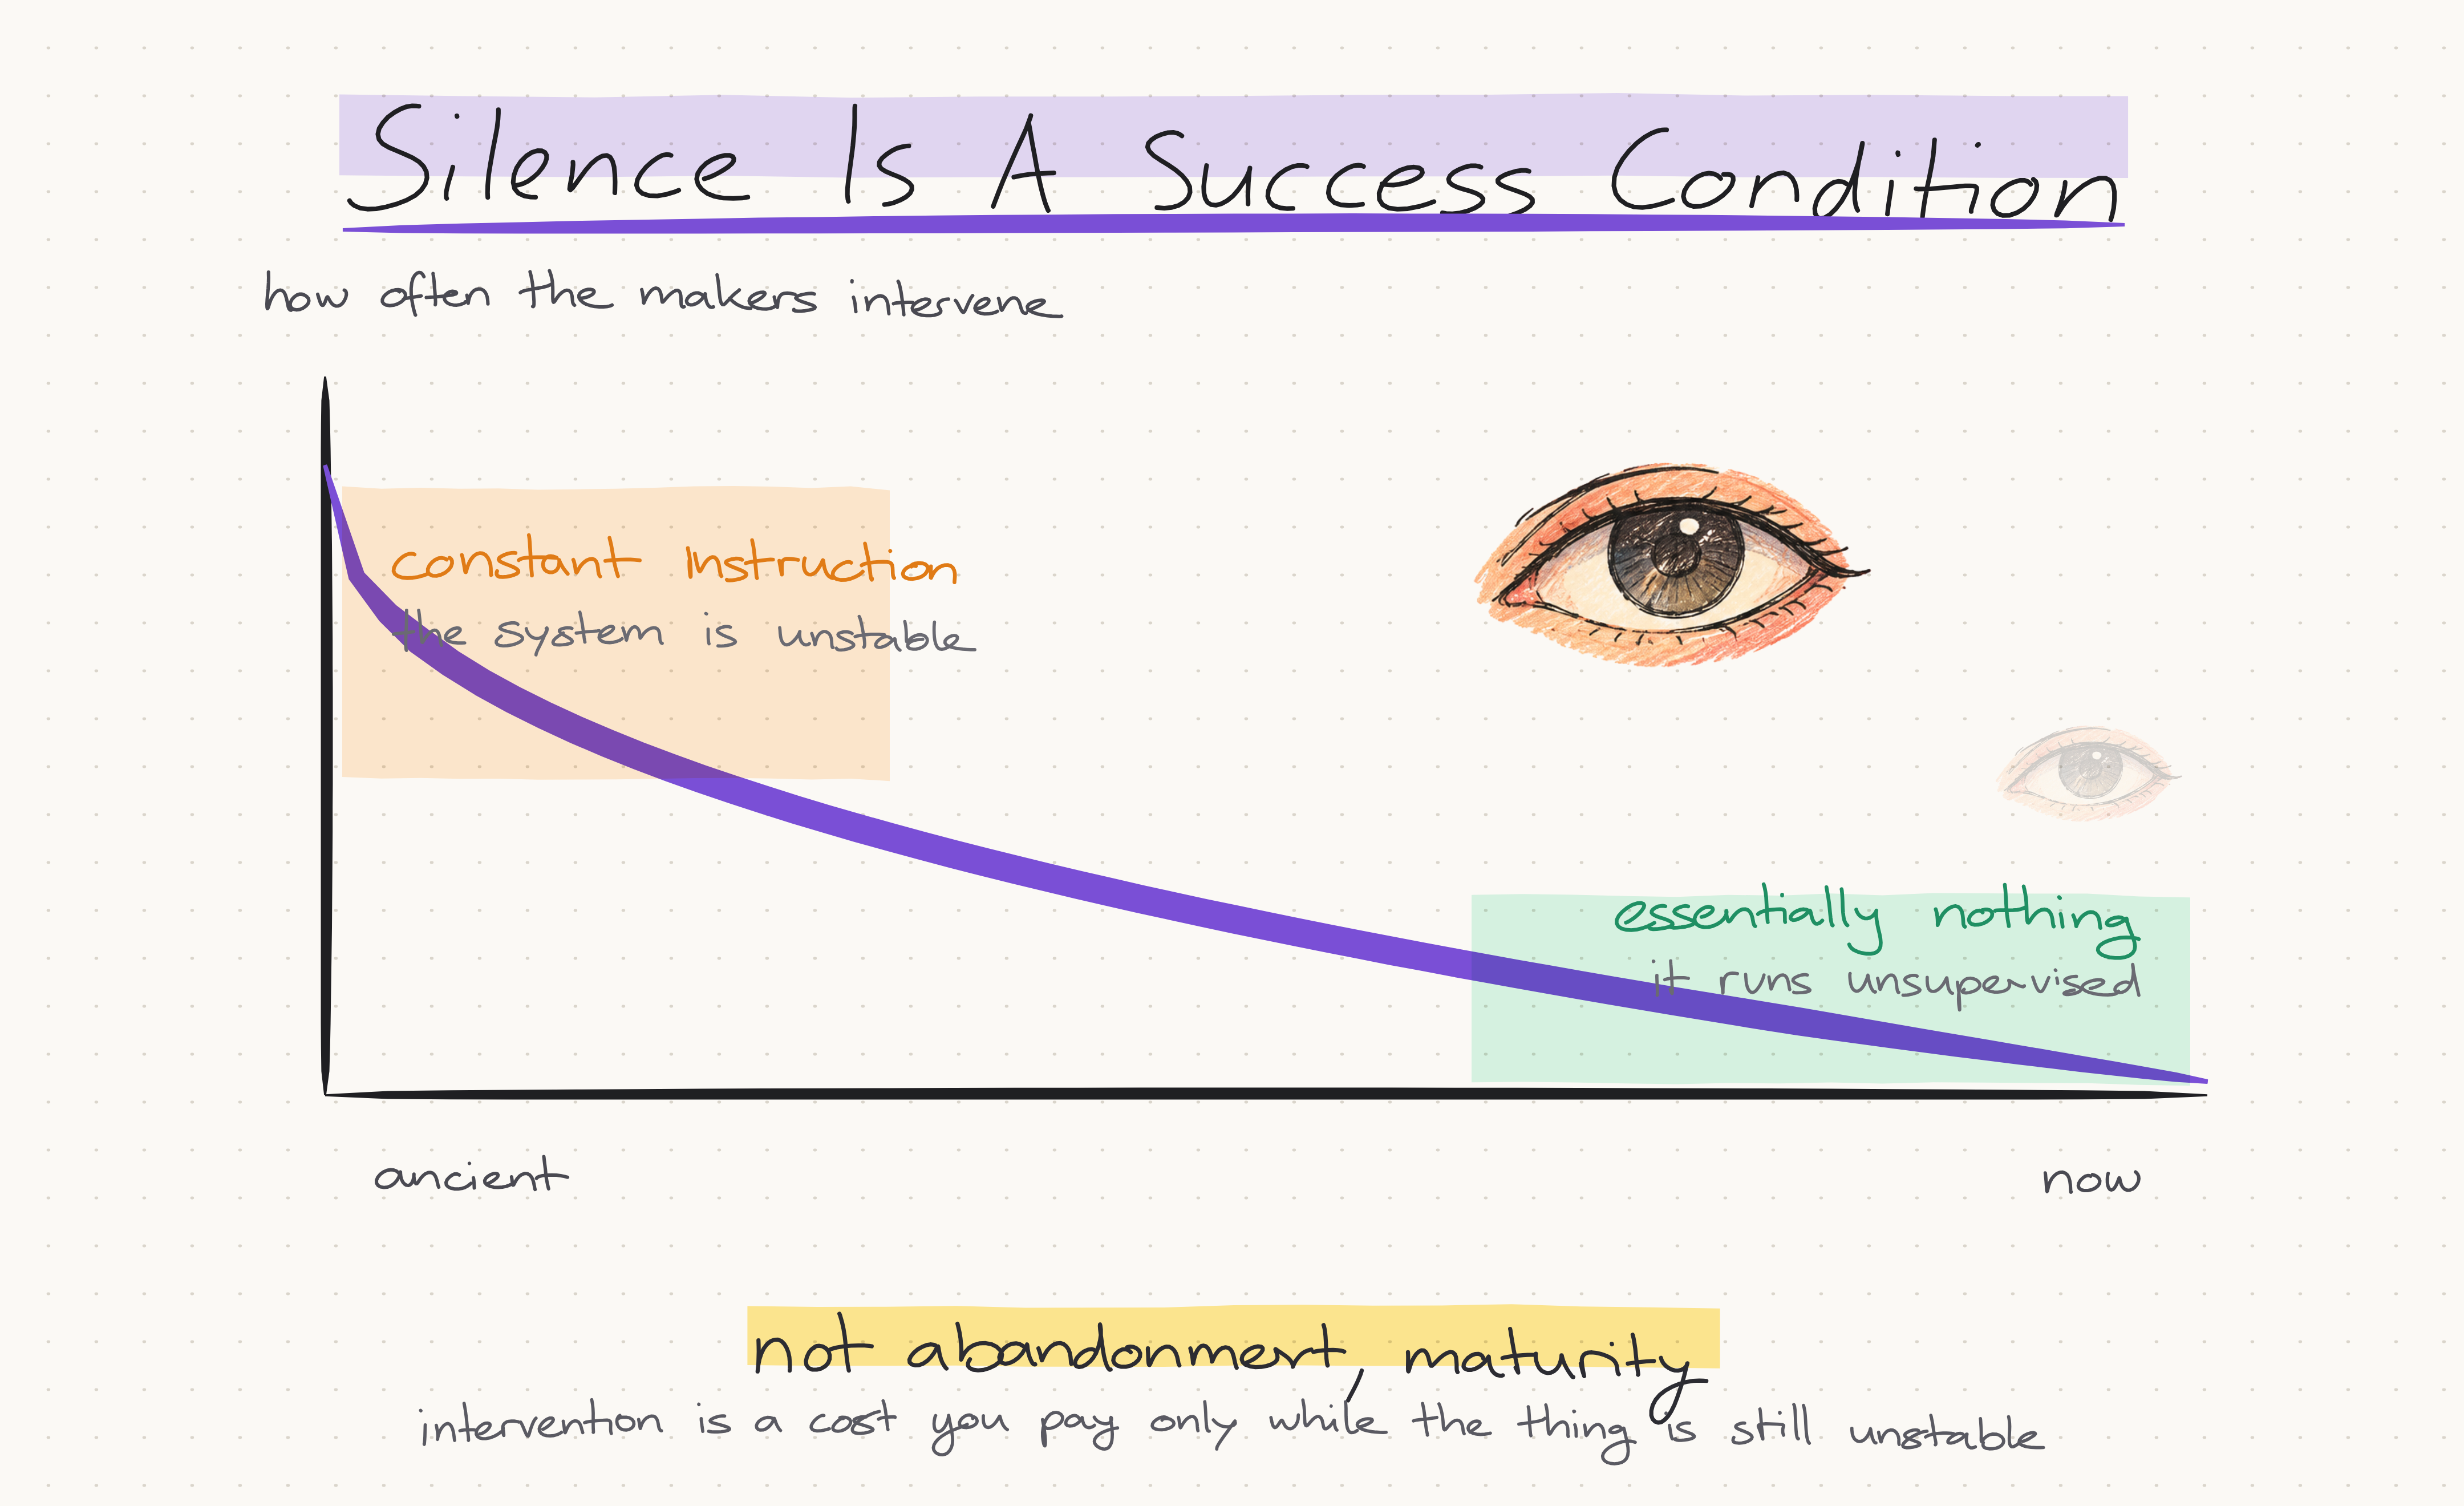 Silence Is A Success Condition
how often the makers intervene
constant instruction
the system is unstable
essentially nothing
it runs unsupervised
ancient
now
not abandonment, maturity
intervention is a cost you pay only while the thing is still unstable